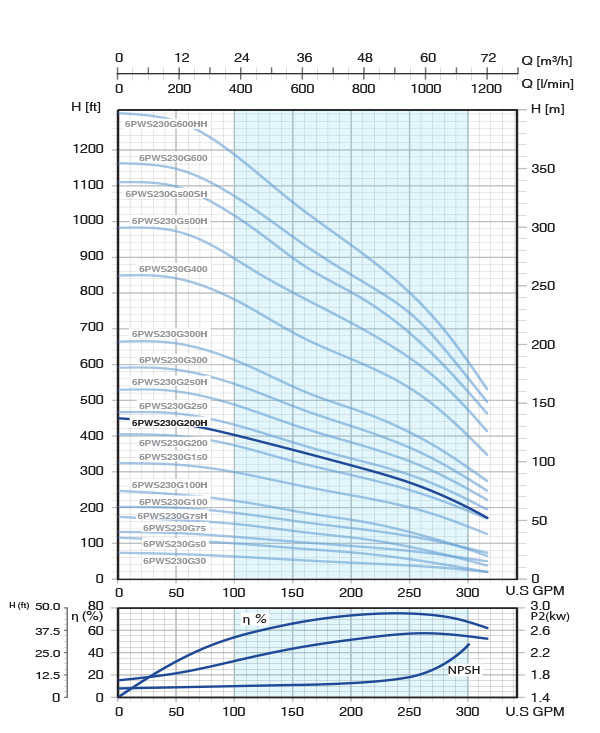 0 12 24 36 48 60 72 Q [m³/h]
0 200 400 600 800 1000 1200 Q [l/min]
H [ft] H [m]
6PWS230G600HH
1200
6PWS230G600
350
1100
6PWS230Gs00SH
1000
6PWS230Gs00H
300
900
6PWS230G400
250
800
700
6PWS230G300H
200
600
6PWS230G300
6PWS230G2s0H
500
150
6PWS230G2s0
6PWS230G200H
400
6PWS230G200
100
6PWS230G1s0
300
6PWS230G100H
200
6PWS230G100
6PWS230G7sH
50
6PWS230G7s
100
6PWS230Gs0
6PWS230G30
0 0
0 50 100 150 200 250 300 U.S GPM
H (ft) 50.0 80 3.0
η (%) η % P2(kw)
37.5 60 2.6
25.0 40 2.2
12.5 20 NPSH 1.8
0 0 1.4
0 50 100 150 200 250 300 U.S GPM